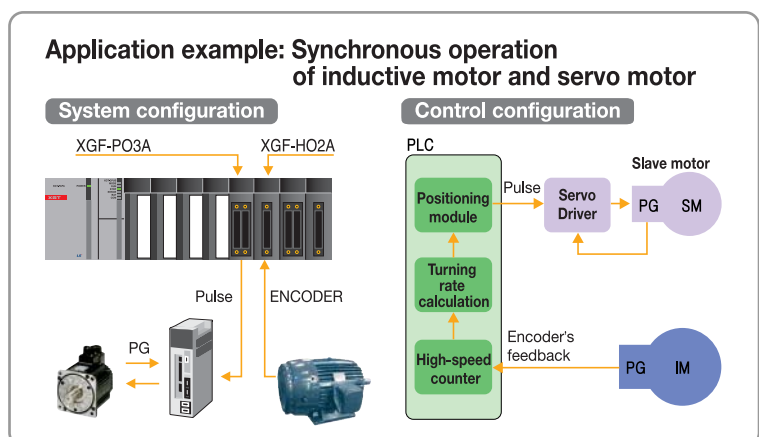 Application example: Synchronous operation
of inductive motor and servo motor
System configuration
XGF-PO3A
XGF-HO2A
Pulse
ENCODER
PG
Control configuration
PLC
Positioning
module
Pulse
Servo
Driver
Slave motor
PG
SM
Turning
rate
calculation
High-speed
counter
Encoder's
feedback
PG
IM